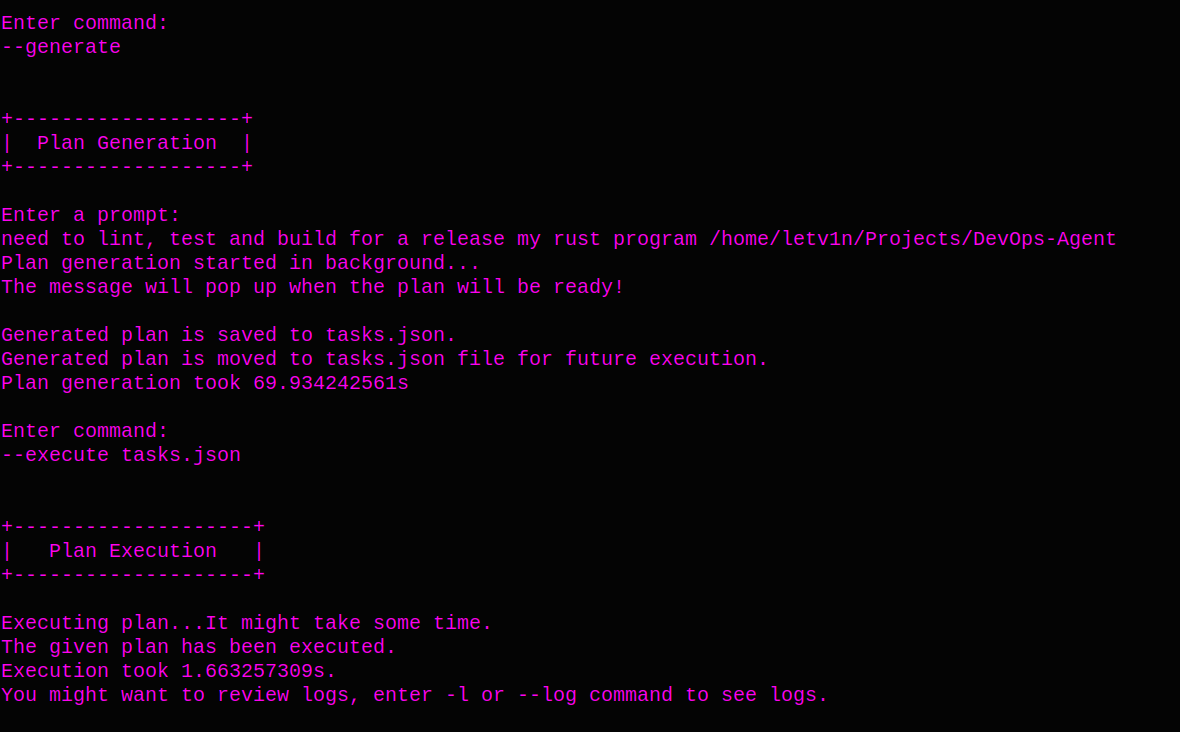 Enter command:
--generate
+-------------------+
|  Plan Generation  |
+-------------------+
Enter a prompt:
need to lint, test and build for a release my rust program /home/letv1n/Projects/DevOps-Agent
Plan generation started in background...
The message will pop up when the plan will be ready!
Generated plan is saved to tasks.json.
Generated plan is moved to tasks.json file for future execution.
Plan generation took 69.934242561s
Enter command:
--execute tasks.json
+--------------------+
|   Plan Execution   |
+--------------------+
Executing plan...It might take some time.
The given plan has been executed.
Execution took 1.663257309s.
You might want to review logs, enter -l or --log command to see logs.